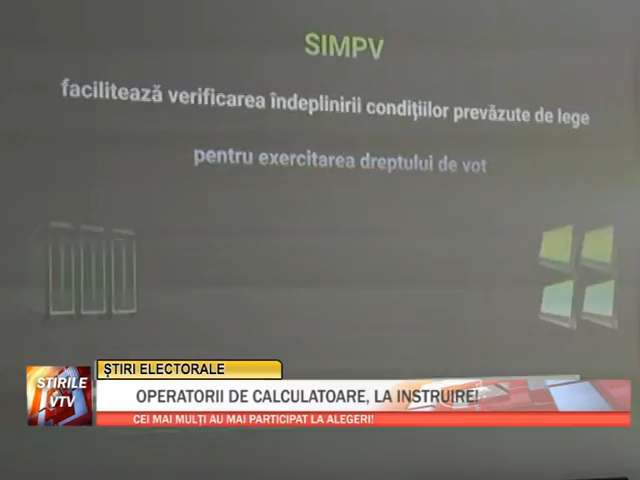 SIMPV
facilitează verificarea îndeplinirii condițiilor prevăzute de lege
pentru exercitarea dreptului de vot
ȘTIRI ELECTORALE
ȘTIRILE
VTV
OPERATORII DE CALCULATOARE, LA INSTRUIRE!
CEI MAI MULȚI AU MAI PARTICIPAT LA ALEGERI!